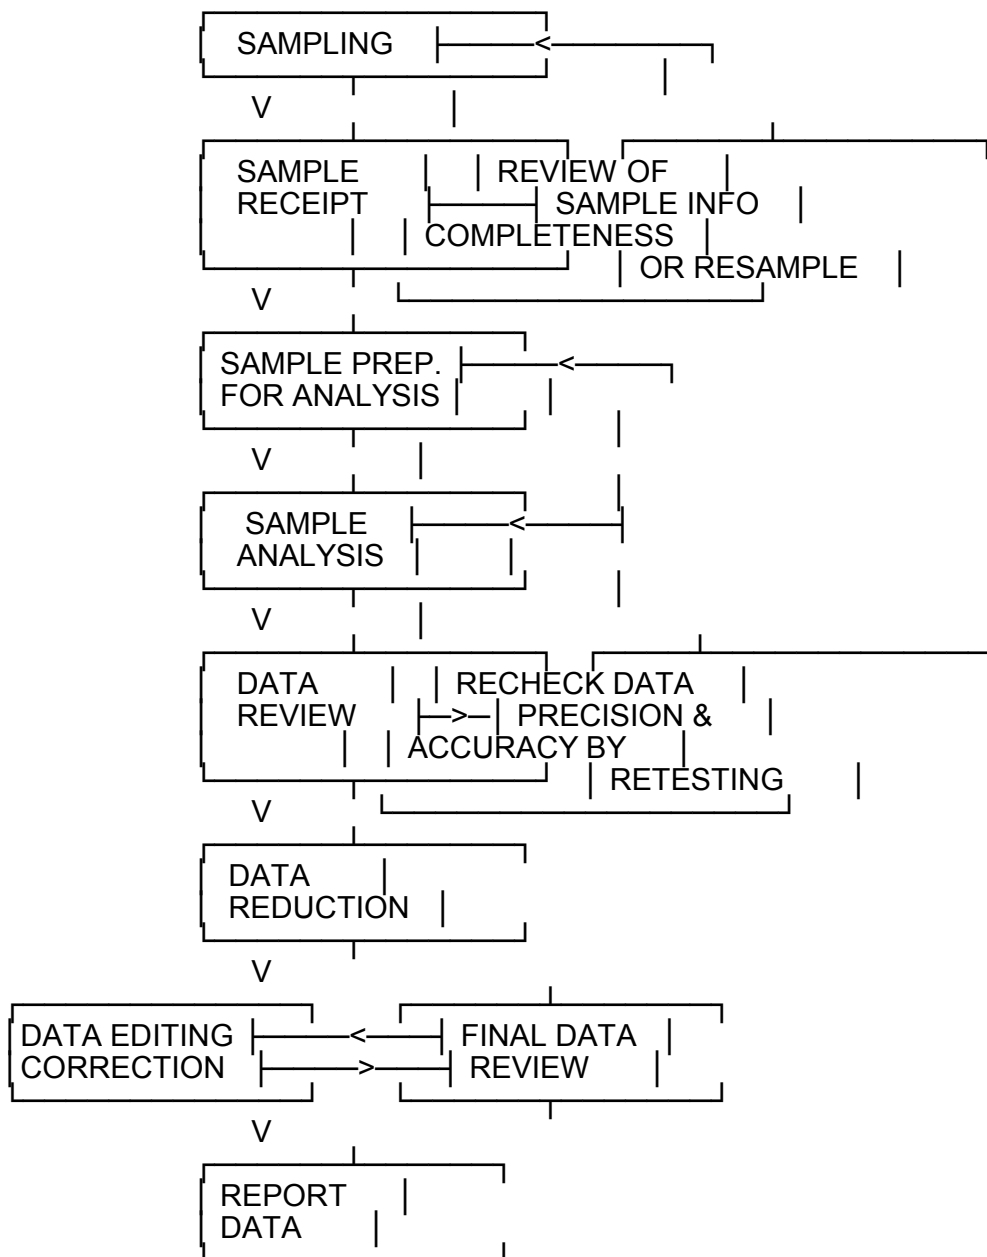 SAMPLING
<
V
SAMPLE REVIEW OF
RECEIPT SAMPLE INFO
COMPLETENESS
OR RESAMPLE
V
SAMPLE PREP. <
FOR ANALYSIS
V
SAMPLE <
ANALYSIS
V
DATA RECHECK DATA
REVIEW > PRECISION &
ACCURACY BY
RETESTING
V
DATA
REDUCTION
V
DATA EDITING < FINAL DATA
CORRECTION > REVIEW
V
REPORT
DATA